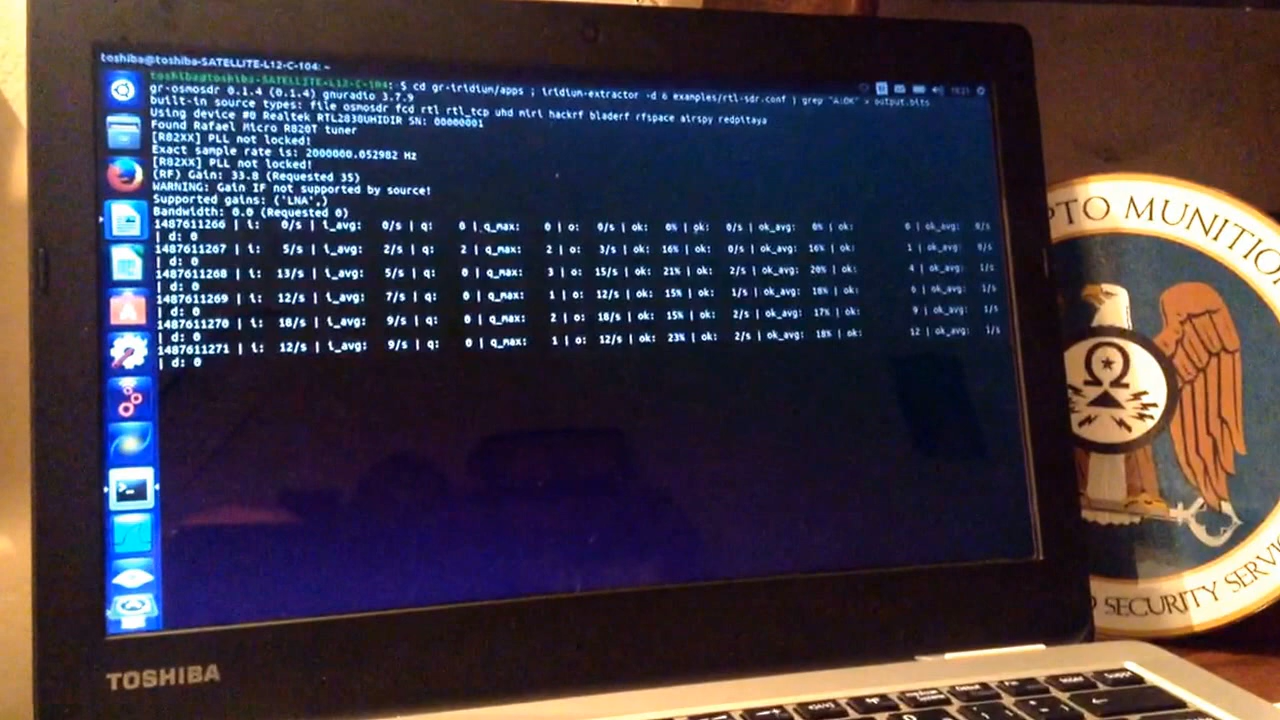 toshiba@toshiba-SATELLITE-L12-C-104: ~
toshiba@toshiba-SATELLITE-L12-C-104: $ cd gr-iridium/apps ; iridium-extractor -d 6 examples/rtl-sdr.conf | grep "A:OK" > output.bits
gr-osmosdr 0.1.4 (0.1.4) gnuradio 3.7.9
built-in source types: file osmosdr fcd rtl rtl_tcp uhd miri hackrf bladerf rfspace airspy redpitaya
Using device #0 Realtek RTL2838UHIDIR SN: 00000001
Found Rafael Micro R820T tuner
[R82XX] PLL not locked!
Exact sample rate is: 2000000.052982 Hz
[R82XX] PLL not locked!
(RF) Gain: 33.8 (Requested 35)
WARNING: Gain IF not supported by source!
Supported gains: ('LNA',)
Bandwidth: 0.0 (Requested 0)
1487611266 | i: 0/s | i_avg: 0/s | q: 0 | q_max: 0 | o: 0/s | ok: 0% | ok: 0/s | ok_avg: 0% | ok: 0 | ok_avg: 0/s
| d: 0
1487611267 | i: 5/s | i_avg: 2/s | q: 2 | q_max: 2 | o: 3/s | ok: 16% | ok: 0/s | ok_avg: 16% | ok: 1 | ok_avg: 0/s
| d: 0
1487611268 | i: 13/s | i_avg: 5/s | q: 0 | q_max: 3 | o: 15/s | ok: 21% | ok: 2/s | ok_avg: 20% | ok: 4 | ok_avg: 1/s
| d: 0
1487611269 | i: 12/s | i_avg: 7/s | q: 0 | q_max: 1 | o: 12/s | ok: 15% | ok: 1/s | ok_avg: 18% | ok: 6 | ok_avg: 1/s
| d: 0
1487611270 | i: 18/s | i_avg: 9/s | q: 0 | q_max: 2 | o: 18/s | ok: 15% | ok: 2/s | ok_avg: 17% | ok: 9 | ok_avg: 1/s
| d: 0
1487611271 | i: 12/s | i_avg: 9/s | q: 0 | q_max: 1 | o: 12/s | ok: 23% | ok: 2/s | ok_avg: 18% | ok: 12 | ok_avg: 1/s
| d: 0
TOSHIBA
PTO MUNITION
SECURITY SERVIC